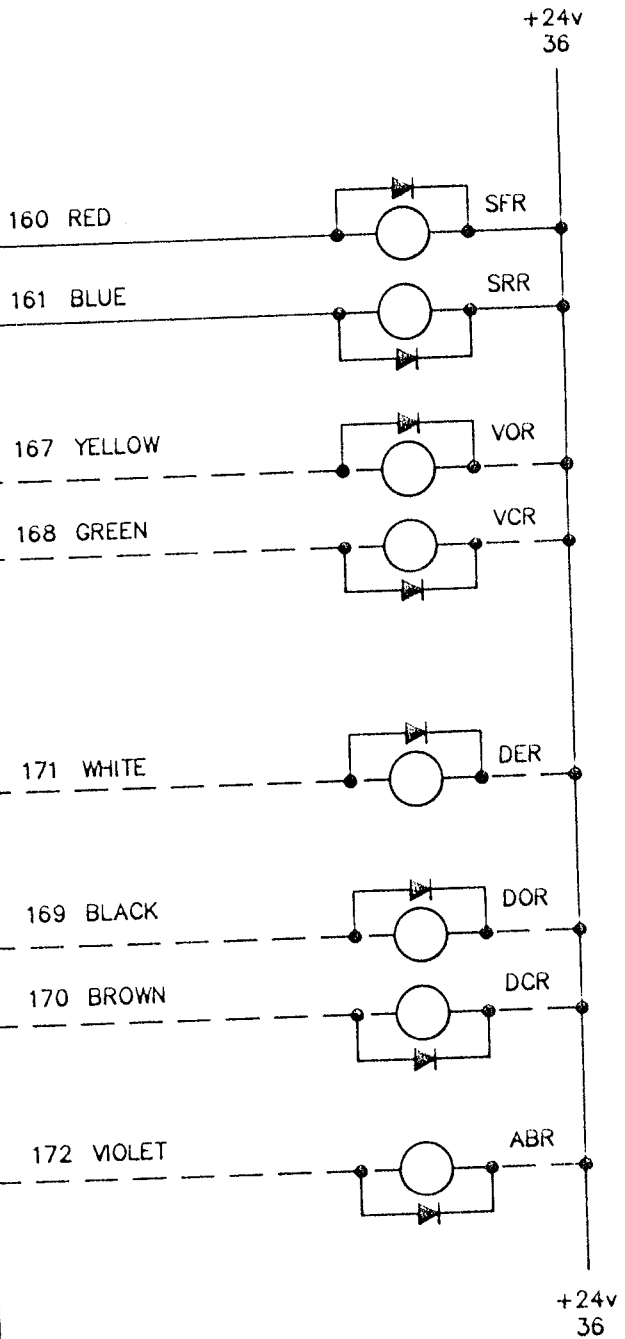 +24v
36
SFR
160 RED
SRR
161 BLUE
VOR
167 YELLOW
VCR
168 GREEN
DER
171 WHITE
DOR
169 BLACK
DCR
170 BROWN
ABR
172 VIOLET
+24v
36